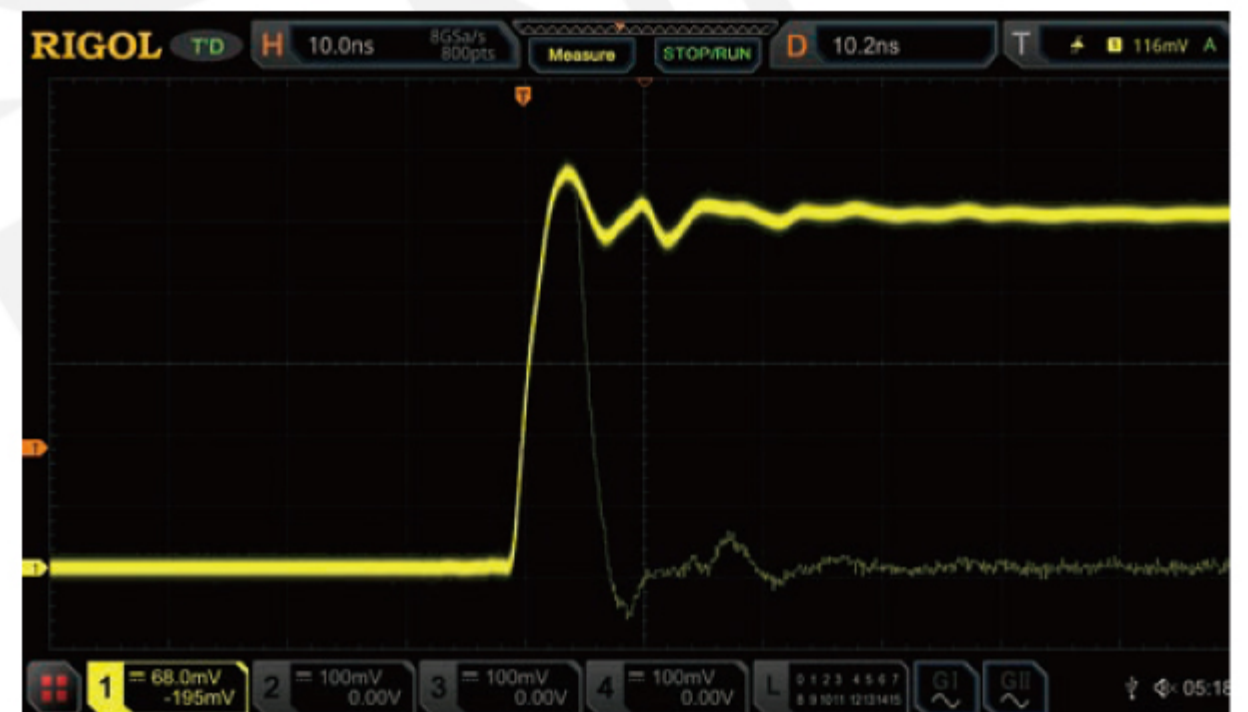 RIGOL T'D H 10.0ns 8GSa/s 800pts Measure STOP/RUN D 10.2ns T 116mV A
T
T
1
1 68.0mV -195mV 2 100mV 0.00V 3 100mV 0.00V 4 100mV 0.00V L 0 1 2 3 4 5 6 7 8 9 10 11 12 13 14 15 GI GII 05:18